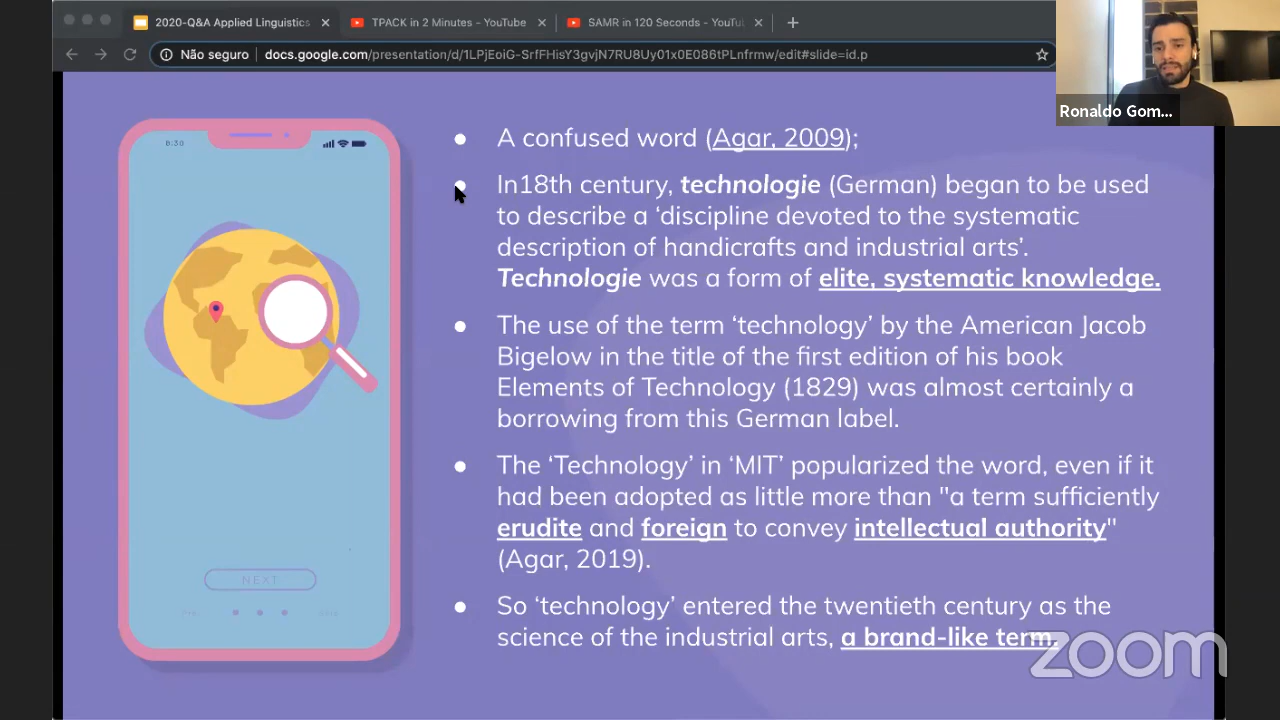 2020-Q&A Applied Linguistics
TPACK in 2 Minutes - YouTube
SAMR in 120 Seconds - YouTu
Não seguro
docs.google.com/presentation/d/1LPjEoiG-SrfFHisY3gvjN7RU8Uy01x0E086tPLnfrmw/edit#slide=id.p
Ronaldo Gom...
9:30
A confused word (Agar, 2009);
In18th century, technologie (German) began to be used
to describe a ‘discipline devoted to the systematic
description of handicrafts and industrial arts’.
Technologie was a form of elite, systematic knowledge.
The use of the term ‘technology’ by the American Jacob
Bigelow in the title of the first edition of his book
Elements of Technology (1829) was almost certainly a
borrowing from this German label.
The ‘Technology’ in ‘MIT’ popularized the word, even if it
had been adopted as little more than "a term sufficiently
erudite and foreign to convey intellectual authority"
(Agar, 2019).
So ‘technology’ entered the twentieth century as the
science of the industrial arts, a brand-like term.
NEXT
zoom